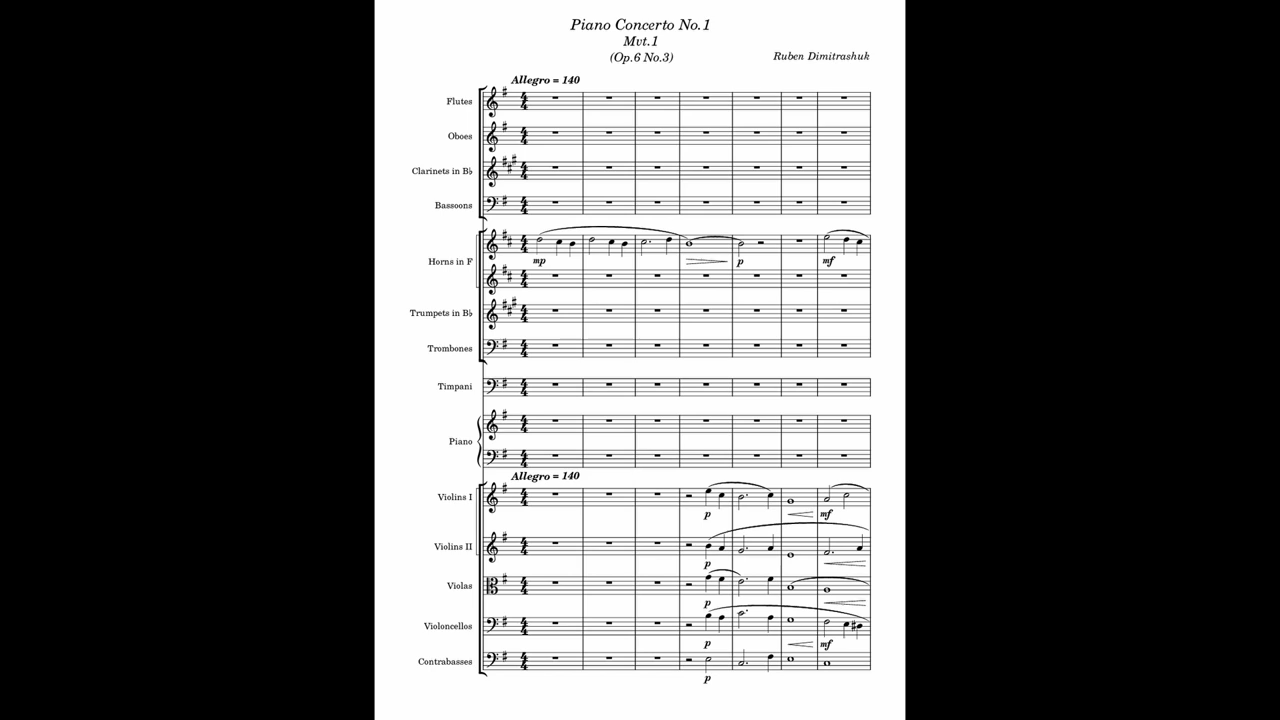 Piano Concerto No.1
Mvt.1
(Op.6 No.3)
Ruben Dimitrashuk
Allegro = 140
Flutes
Oboes
Clarinets in B♭
Bassoons
Horns in F
mp p mf
Trumpets in B♭
Trombones
Timpani
Piano
Allegro = 140
Violins I
p mf
Violins II
p
Violas
p
Violoncellos
p mf
Contrabasses
p